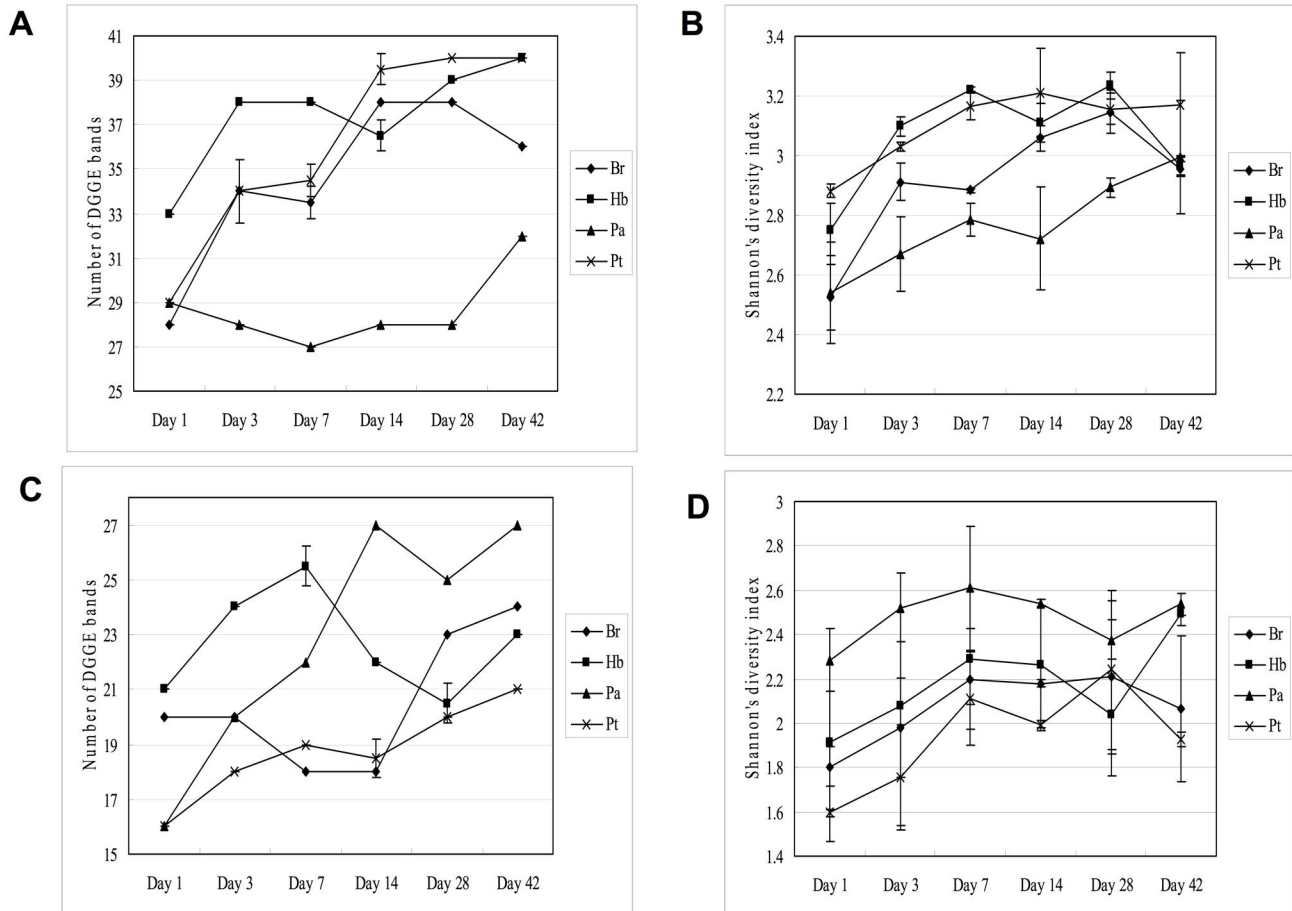 A
Number of DGGE bands
41
39
37
35
33
31
29
27
25
Day 1 Day 3 Day 7 Day 14 Day 28 Day 42
Br
Hb
Pa
Pt
B
Shannon's diversity index
3.4
3.2
3
2.8
2.6
2.4
2.2
Day 1 Day 3 Day 7 Day 14 Day 28 Day 42
Br
Hb
Pa
Pt
C
Number of DGGE bands
27
25
23
21
19
17
15
Day 1 Day 3 Day 7 Day 14 Day 28 Day 42
Br
Hb
Pa
Pt
D
Shannon's diversity index
3
2.8
2.6
2.4
2.2
2
1.8
1.6
1.4
Day 1 Day 3 Day 7 Day 14 Day 28 Day 42
Br
Hb
Pa
Pt